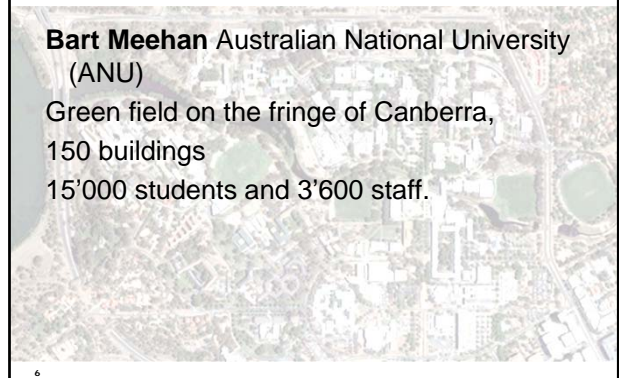 Bart Meehan Australian National University
(ANU)
Green field on the fringe of Canberra,
150 buildings
15'000 students and 3'600 staff.
6